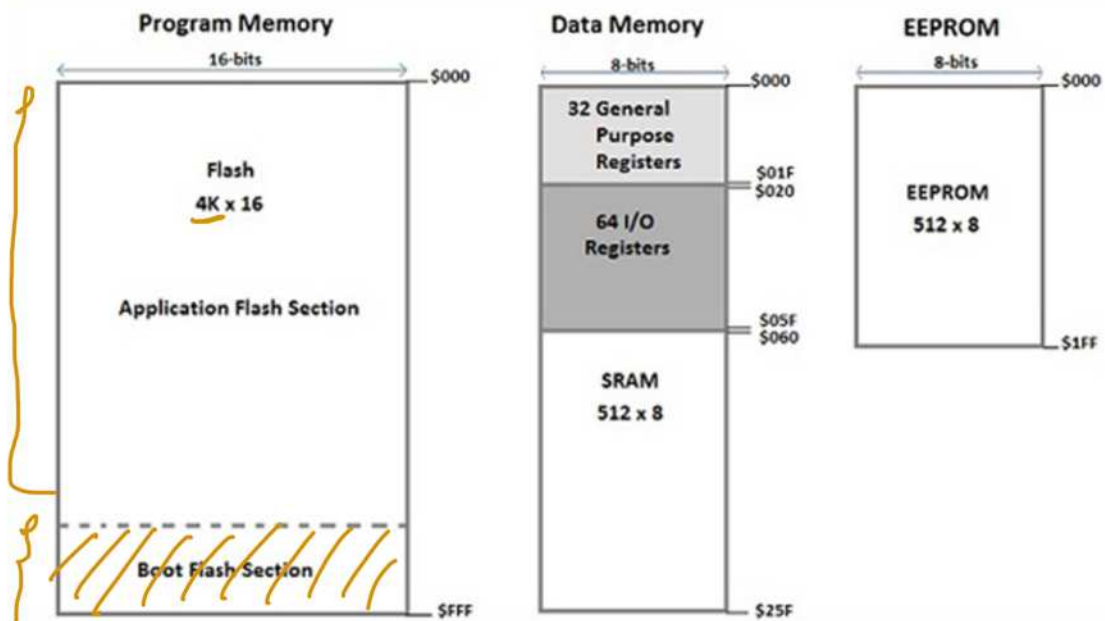 Program Memory
16-bits
$000
Flash
4K x 16
Application Flash Section
Boot Flash Section
$FFF
Data Memory
8-bits
$000
32 General
Purpose
Registers
$01F
$020
64 I/O
Registers
$05F
$060
SRAM
512 x 8
$25F
EEPROM
8-bits
$000
EEPROM
512 x 8
$1FF